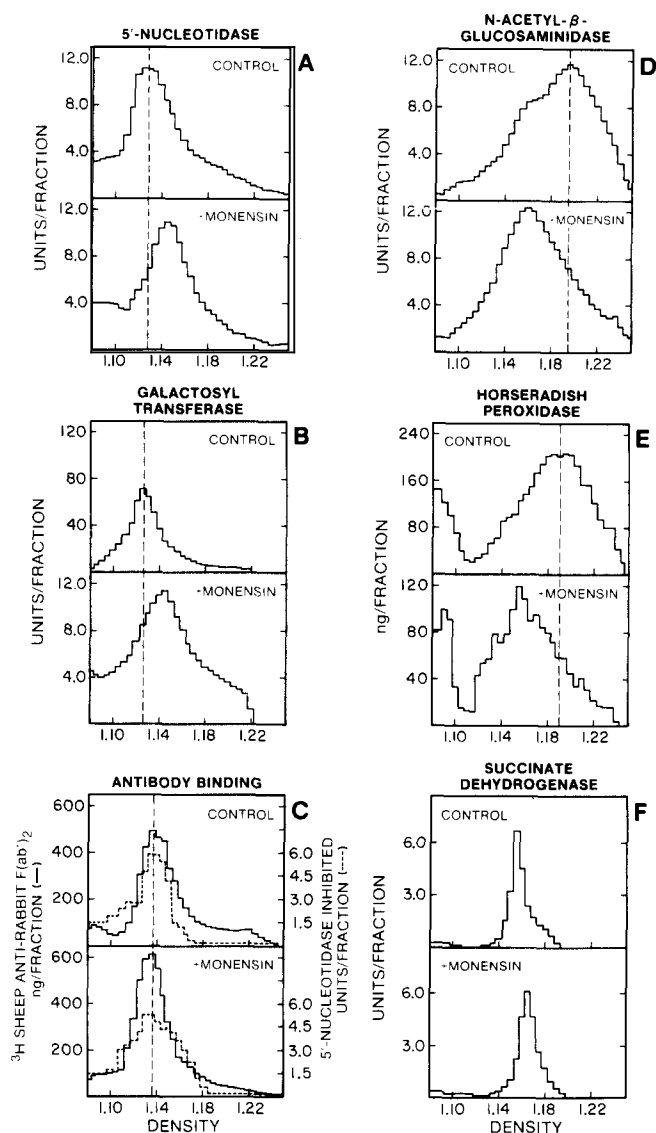 5'-NUCLEOTIDASE
A
CONTROL
12.0
8.0
4.0
-MONENSIN
12.0
8.0
4.0
UNITS/FRACTION
1.10 1.14 1.18 1.22
GALACTOSYL
TRANSFERASE
B
CONTROL
120
80
40
+MONENSIN
12.0
8.0
4.0
UNITS/FRACTION
1.10 1.14 1.18 1.22
ANTIBODY BINDING
C
CONTROL
600
400
200
6.0
4.5
3.0
1.5
+MONENSIN
600
400
200
6.0
4.5
3.0
1.5
³H SHEEP ANTI-RABBIT F(ab')₂
ng/FRACTION (—)
5'-NUCLEOTIDASE INHIBITED
UNITS/FRACTION (---)
1.10 1.14 1.18 1.22
DENSITY
N-ACETYL-β-
GLUCOSAMINIDASE
D
CONTROL
12.0
8.0
4.0
-MONENSIN
12.0
8.0
4.0
UNITS/FRACTION
1.10 1.14 1.18 1.22
HORSERADISH
PEROXIDASE
E
CONTROL
240
160
80
+MONENSIN
120
80
40
ng/FRACTION
1.10 1.14 1.18 1.22
SUCCINATE
DEHYDROGENASE
F
CONTROL
6.0
3.0
+MONENSIN
6.0
3.0
UNITS/FRACTION
1.10 1.14 1.18 1.22
DENSITY